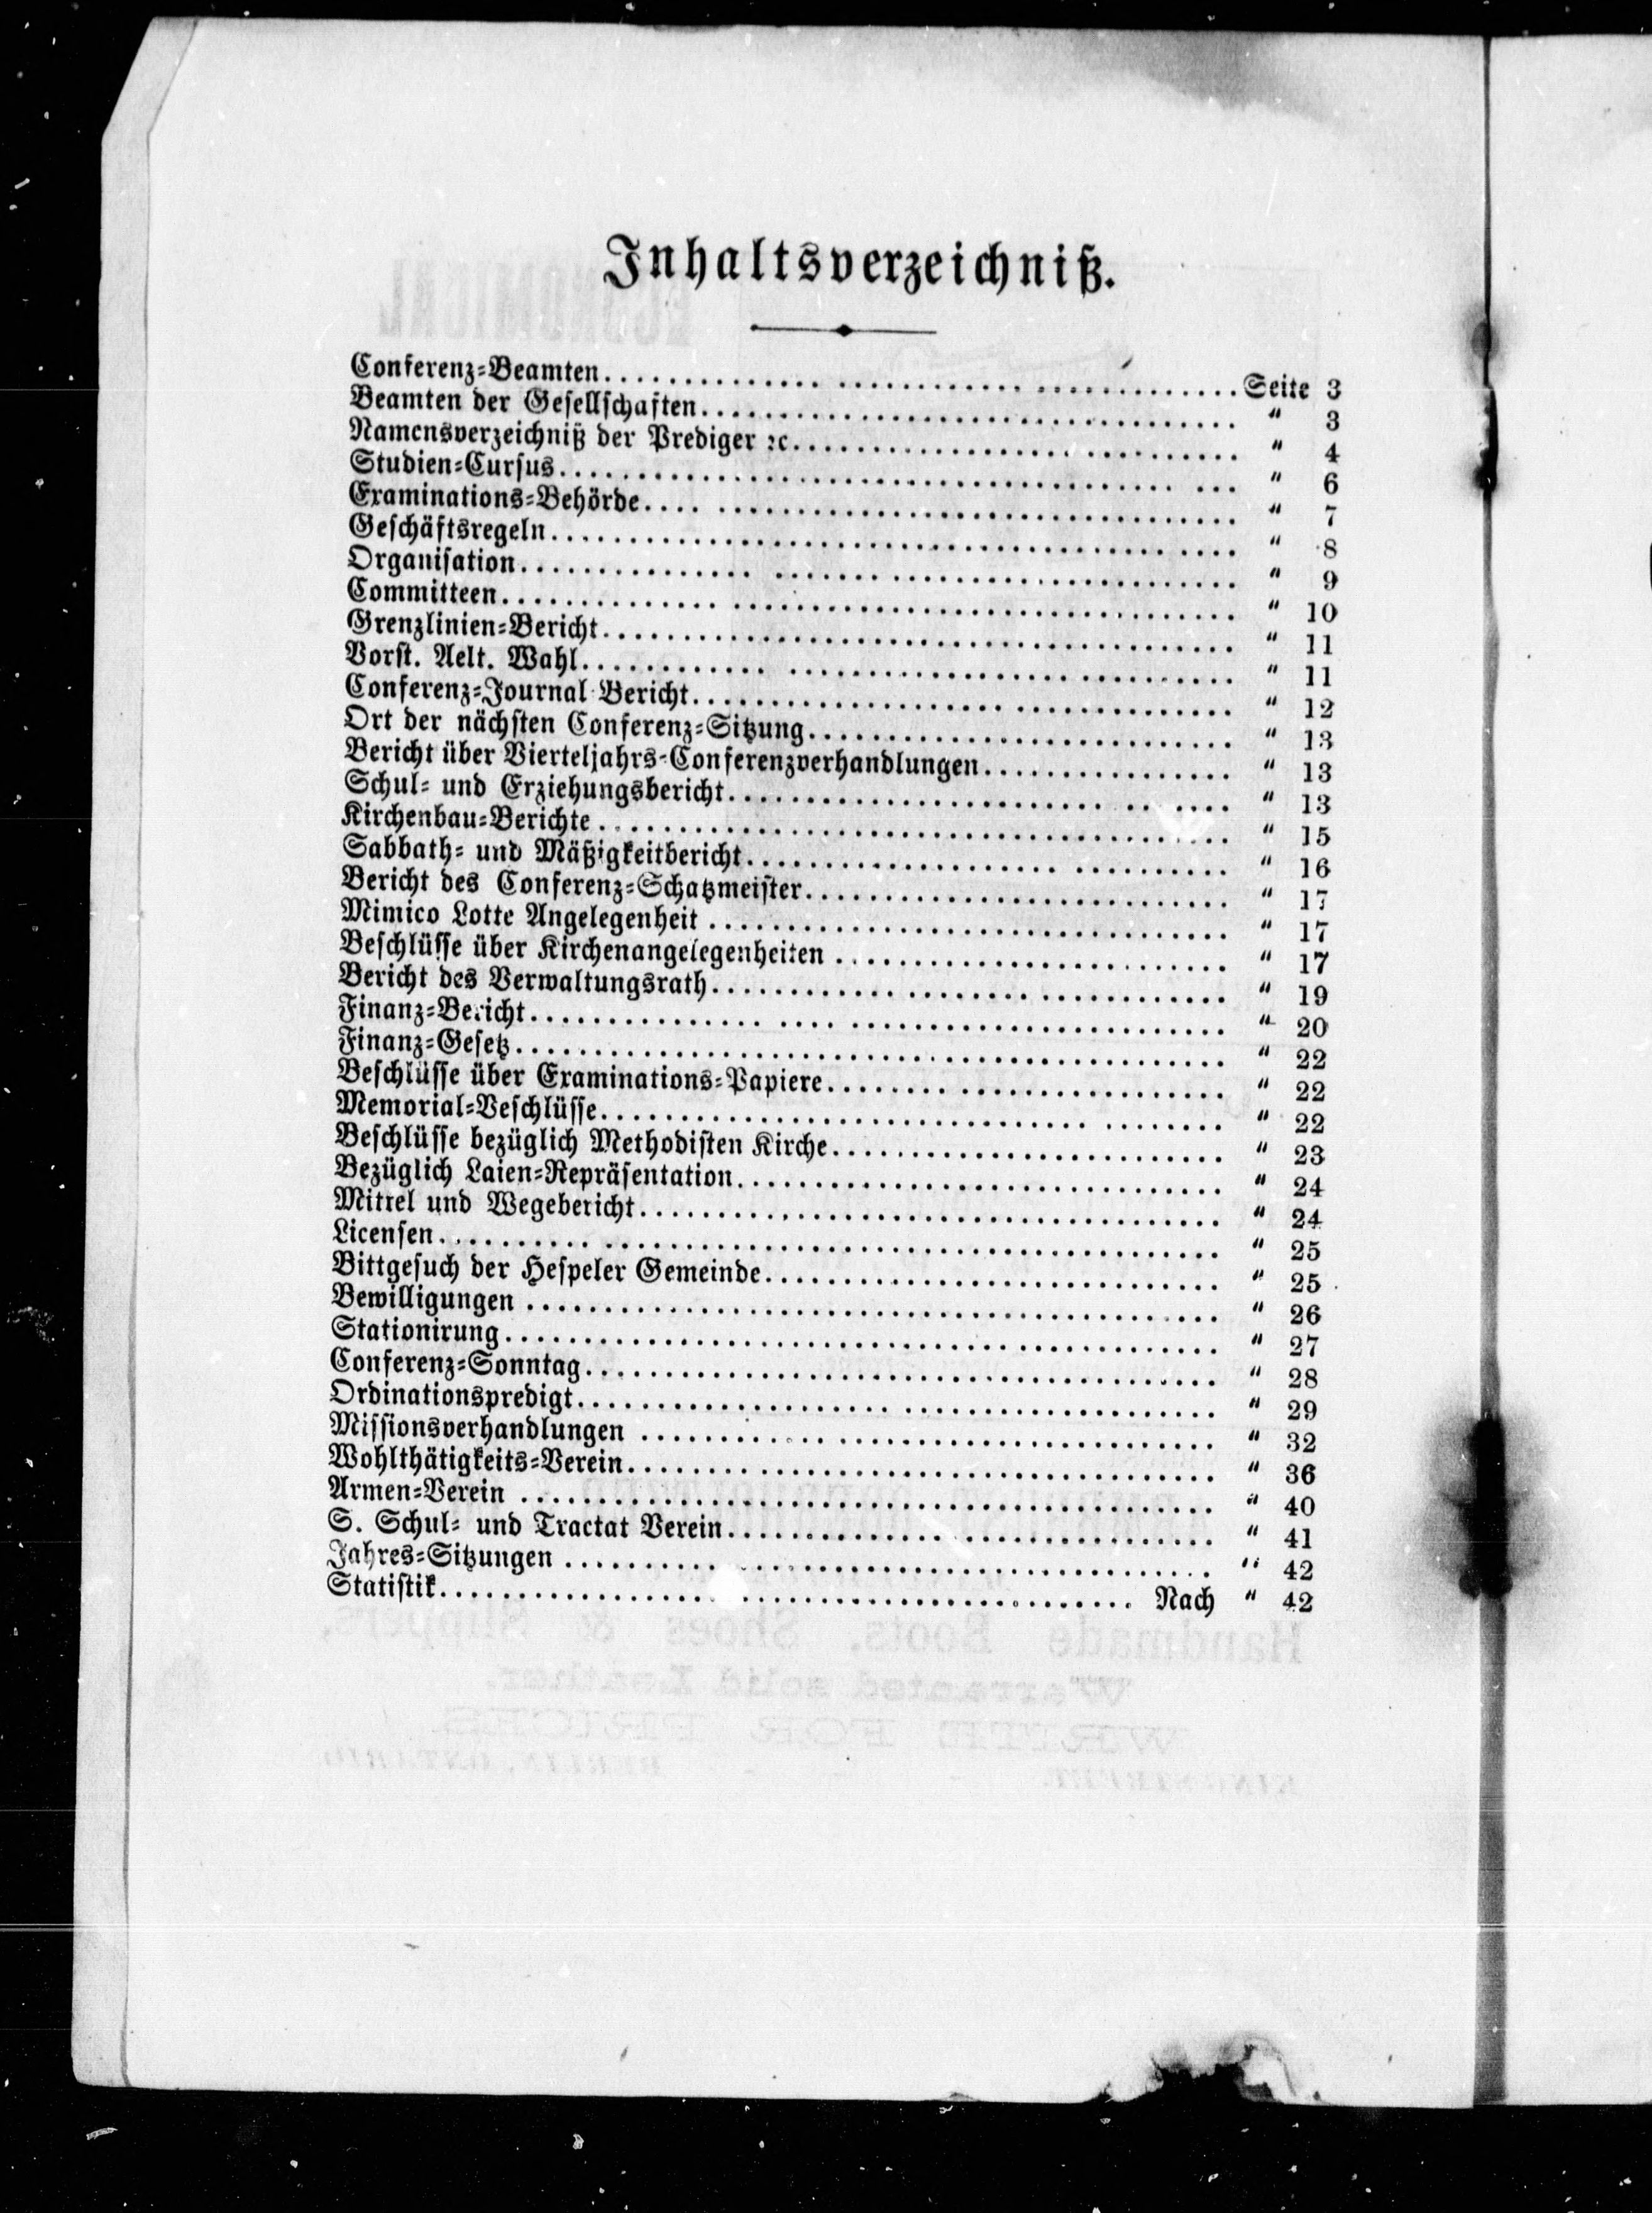 Inhaltsverzeichniß.
Conferenz-Beamten........................................Seite 3
Beamten der Gesellschaften........................................ " 3
Namensverzeichniß der Prediger ꝛc........................................ " 4
Studien-Cursus........................................ " 6
Examinations-Behörde........................................ " 7
Geschäftsregeln........................................ " 8
Organisation........................................ " 9
Committeen........................................ " 10
Grenzlinien-Bericht........................................ " 11
Vorst. Aelt. Wahl........................................ " 11
Conferenz-Journal Bericht........................................ " 12
Ort der nächsten Conferenz-Sitzung........................................ " 13
Bericht über Vierteljahrs-Conferenzverhandlungen................ " 13
Schul- und Erziehungsbericht........................................ " 13
Kirchenbau-Berichte........................................ " 15
Sabbath- und Mäßigkeitbericht........................................ " 16
Bericht des Conferenz-Schatzmeister........................................ " 17
Mimico Lotte Angelegenheit........................................ " 17
Beschlüsse über Kirchenangelegenheiten........................................ " 17
Bericht des Verwaltungsrath........................................ " 19
Finanz-Bericht........................................ " 20
Finanz-Gesetz........................................ " 22
Beschlüsse über Examinations-Papiere........................................ " 22
Memorial-Beschlüsse........................................ " 22
Beschlüsse bezüglich Methodisten Kirche........................................ " 23
Bezüglich Laien-Repräsentation........................................ " 24
Mittel und Wegebericht........................................ " 24
Licensen........................................ " 25
Bittgesuch der Hespeler Gemeinde........................................ " 25
Bewilligungen........................................ " 26
Stationirung........................................ " 27
Conferenz-Sonntag........................................ " 28
Ordinationspredigt........................................ " 29
Missionsverhandlungen........................................ " 32
Wohlthätigkeits-Verein........................................ " 36
Armen-Verein........................................ " 40
S. Schul- und Tractat Verein........................................ " 41
Jahres-Sitzungen........................................ " 42
Statistik........................................ Nach " 42